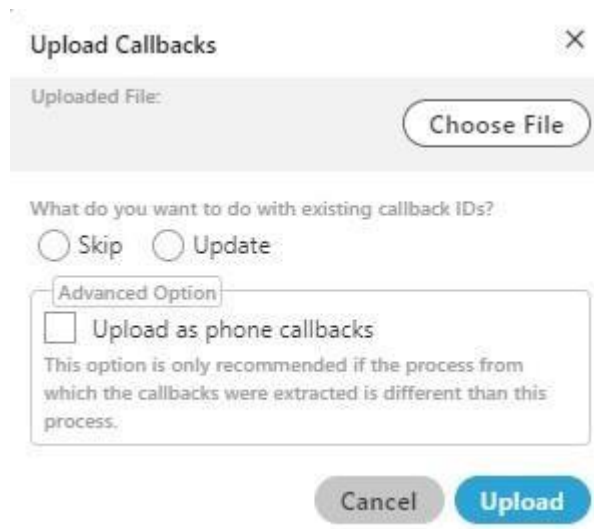 Upload Callbacks
Uploaded File:
Choose File
What do you want to do with existing callback IDs?
Skip Update
Advanced Option
Upload as phone callbacks
This option is only recommended if the process from
which the callbacks were extracted is different than this
process.
Cancel Upload